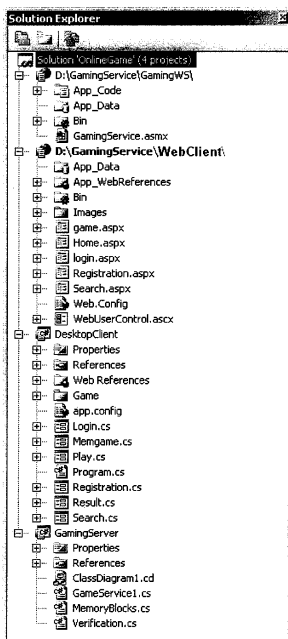 Solution Explorer
Solution 'OnlineGame' (4 projects)
D:\GamingService\GamingWS\
App_Code
App_Data
Bin
GamingService.asmx
D:\GamingService\WebClient\
App_Data
App_WebReferences
Bin
Images
game.aspx
Home.aspx
login.aspx
Registration.aspx
Search.aspx
Web.Config
WebUserControl.ascx
DesktopClient
Properties
References
Web References
Game
app.config
Login.cs
Memgame.cs
Play.cs
Program.cs
Registration.cs
Result.cs
Search.cs
GamingServer
Properties
References
ClassDiagram1.cd
GameService1.cs
MemoryBlocks.cs
Verification.cs